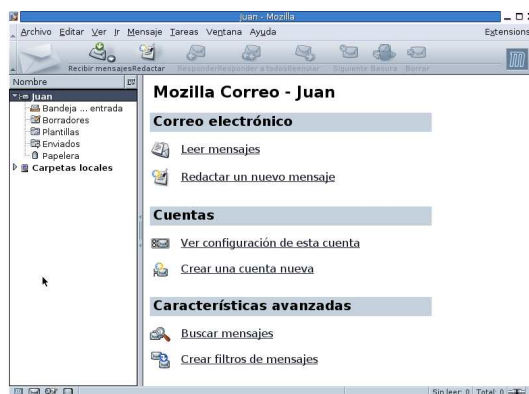 Juan - Mozilla
Archivo Editar Ver Ir Mensaje Tareas Ventana Ayuda Extensions
Recibir mensajes Redactar Responder Responder a todos Reenviar Siguiente Basura Borrar
Nombre
Juan
Bandeja ... entrada
Borradores
Plantillas
Enviados
Papelera
Carpetas locales
Mozilla Correo - Juan
Correo electrónico
Leer mensajes
Redactar un nuevo mensaje
Cuentas
Ver configuración de esta cuenta
Crear una cuenta nueva
Características avanzadas
Buscar mensajes
Crear filtros de mensajes
Sin leer: 0 Total: 0